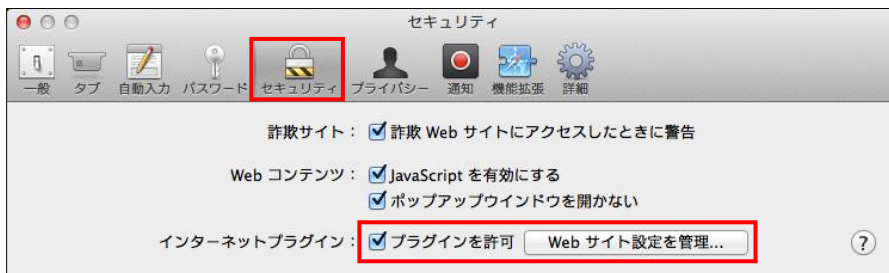 セキュリティ
一般 タブ 自動入力 パスワード セキュリティ プライバシー 通知 機能拡張 詳細
詐欺サイト： 詐欺 Web サイトにアクセスしたときに警告
Web コンテンツ： JavaScript を有効にする
ポップアップウインドウを開かない
インターネットプラグイン： プラグインを許可 Web サイト設定を管理... ?